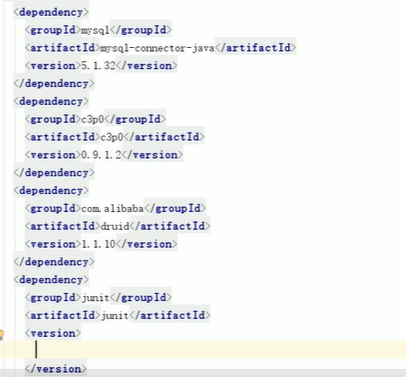 <dependency>
<groupId>mysql</groupId>
<artifactId>mysql-connector-java</artifactId>
<version>5.1.32</version>
</dependency>
<dependency>
<groupId>c3p0</groupId>
<artifactId>c3p0</artifactId>
<version>0.9.1.2</version>
</dependency>
<dependency>
<groupId>com.alibaba</groupId>
<artifactId>druid</artifactId>
<version>1.1.10</version>
</dependency>
<dependency>
<groupId>junit</groupId>
<artifactId>junit</artifactId>
<version>
</version>